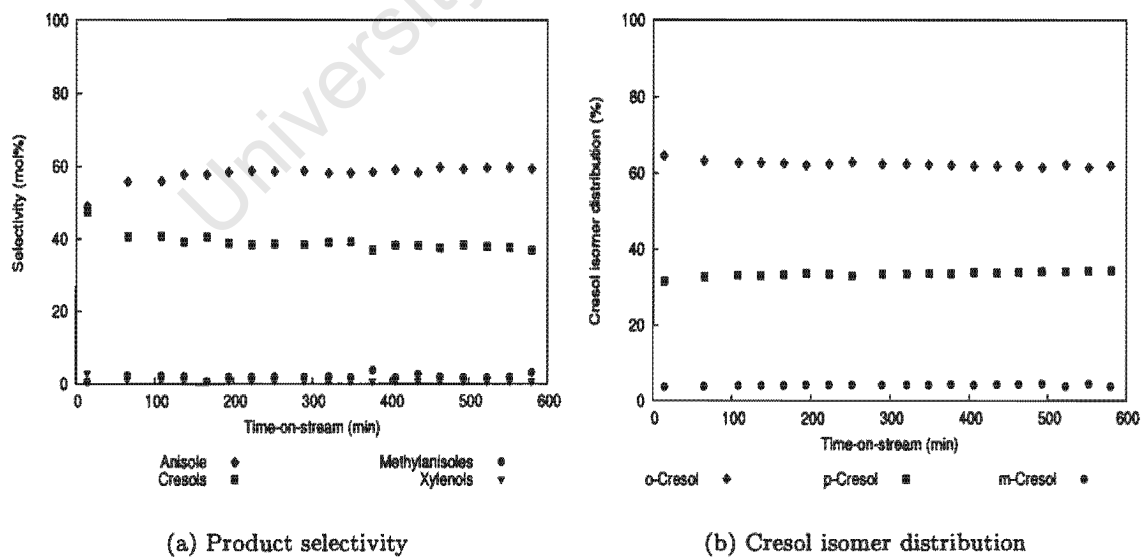 University
100
80
60
40
20
0
Selectivity (mol%)
0 100 200 300 400 500 600
Time-on-stream (min)
Anisole
Cresols
Methylanisoles
Xylenols
(a) Product selectivity
100
80
60
40
20
0
Cresol isomer distribution (%)
0 100 200 300 400 500 600
Time-on-stream (min)
o-Cresol p-Cresol m-Cresol
(b) Cresol isomer distribution